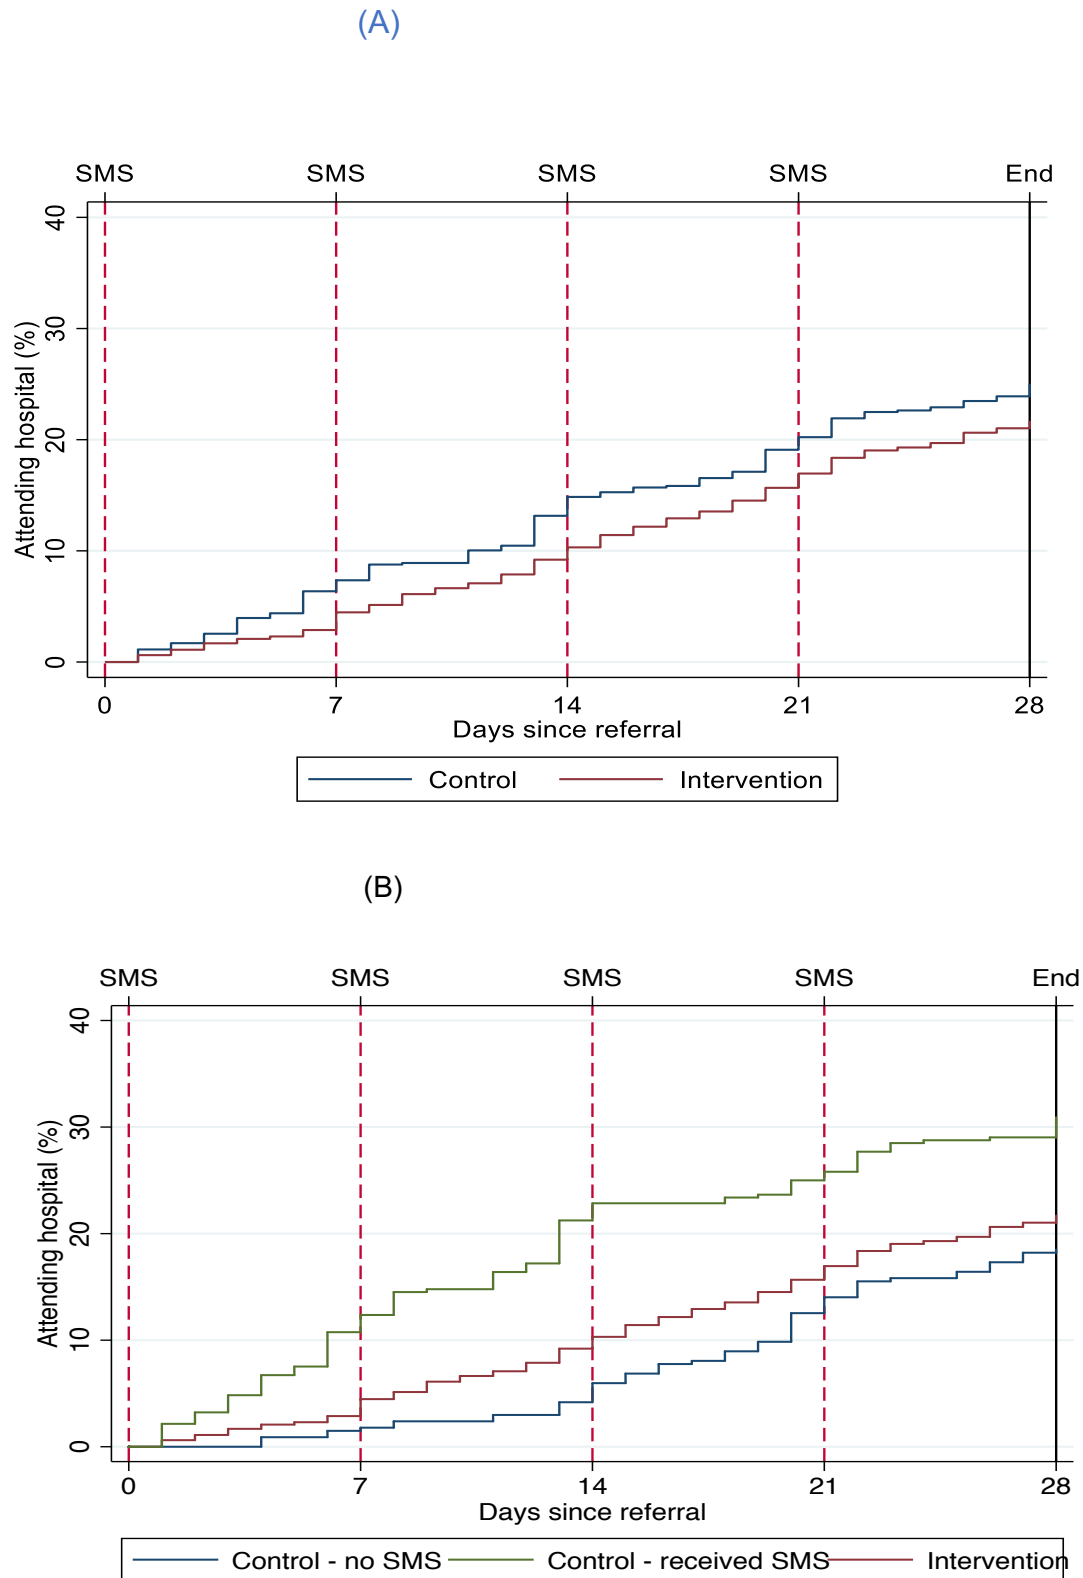 (A)
SMS SMS SMS SMS End
40
30
20
10
0
Attending hospital (%)
0 7 14 21 28
Days since referral
Control Intervention
(B)
SMS SMS SMS SMS End
40
30
20
10
0
Attending hospital (%)
0 7 14 21 28
Days since referral
Control - no SMS Control - received SMS Intervention